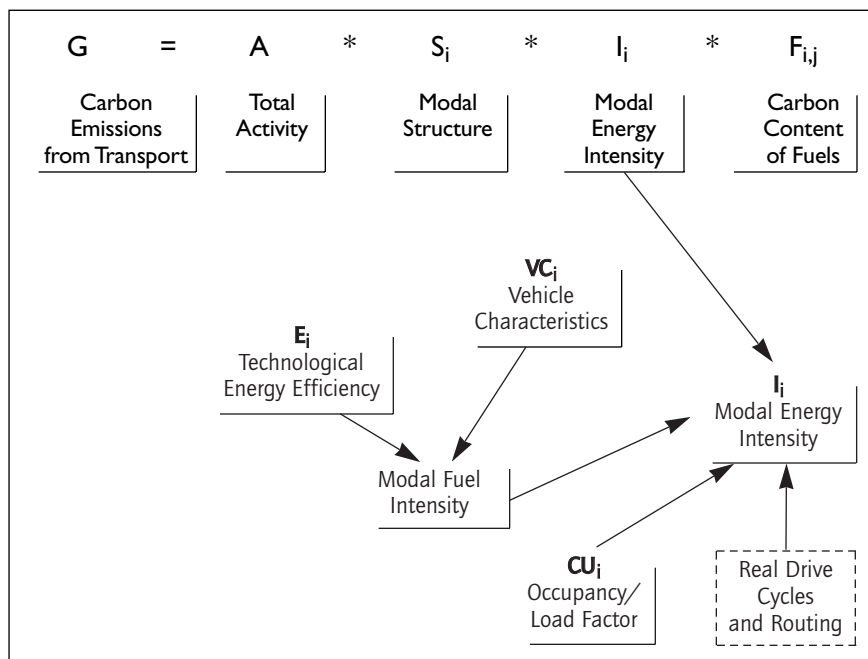 G = A * Si * Ii * Fi,j
Carbon
Emissions
from Transport
Total
Activity
Modal
Structure
Modal
Energy
Intensity
Carbon
Content
of Fuels
VCi
Vehicle
Characteristics
Ei
Technological
Energy Efficiency
Ii
Modal Energy
Intensity
Modal Fuel
Intensity
CUi
Occupancy/
Load Factor
Real Drive
Cycles
and Routing